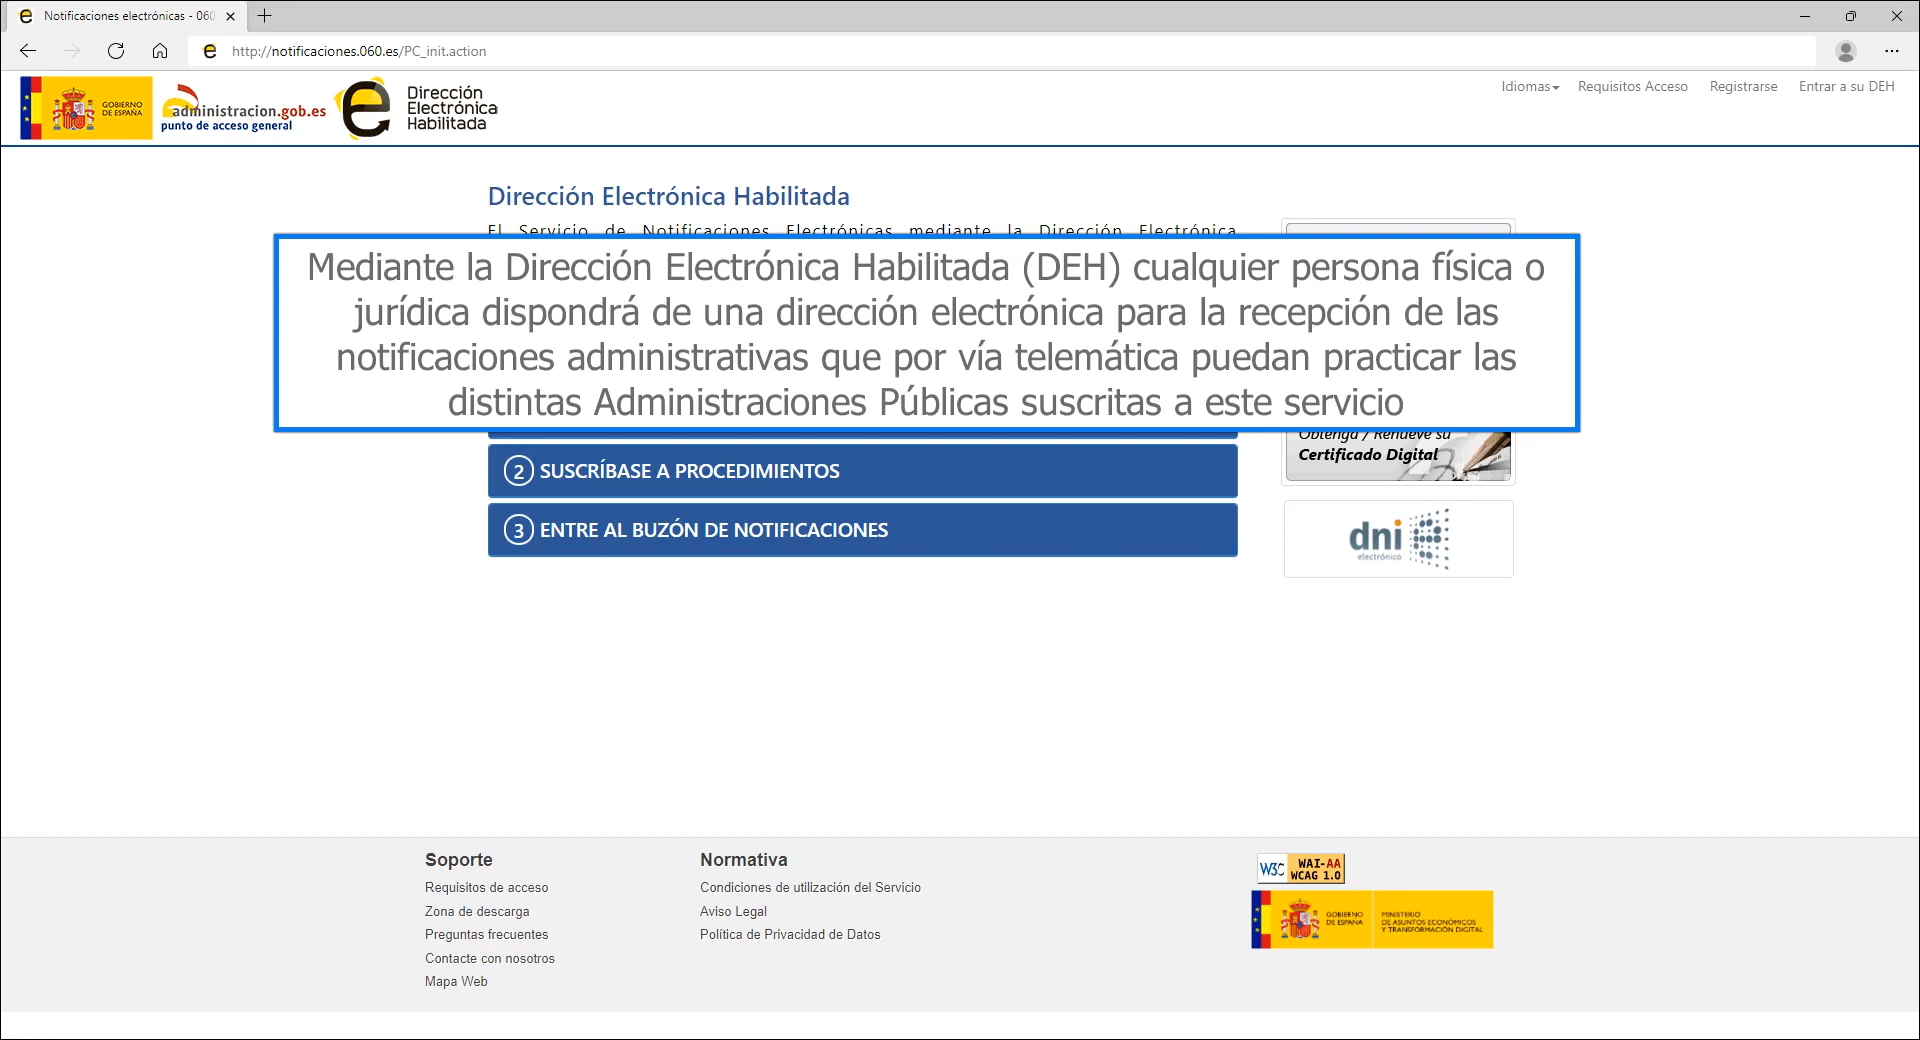 Notificaciones electrónicas - 060
http://notificaciones.060.es/PC_init.action
GOBIERNO
DE ESPAÑA
administracion.gob.es
punto de acceso general
Dirección
Electrónica
Habilitada
Idiomas
Requisitos Acceso
Registrarse
Entrar a su DEH
Dirección Electrónica Habilitada
El Servicio de Notificaciones Electrónicas mediante la Dirección Electrónica
Mediante la Dirección Electrónica Habilitada (DEH) cualquier persona física o
jurídica dispondrá de una dirección electrónica para la recepción de las
notificaciones administrativas que por vía telemática puedan practicar las
distintas Administraciones Públicas suscritas a este servicio
Obtenga / Renueve su
Certificado Digital
2 SUSCRÍBASE A PROCEDIMIENTOS
3 ENTRE AL BUZÓN DE NOTIFICACIONES
dni
electrónico
Soporte
Requisitos de acceso
Zona de descarga
Preguntas frecuentes
Contacte con nosotros
Mapa Web
Normativa
Condiciones de utilización del Servicio
Aviso Legal
Política de Privacidad de Datos
W3C WAI-AA
WCAG 1.0
GOBIERNO
DE ESPAÑA
MINISTERIO
DE ASUNTOS ECONÓMICOS
Y TRANSFORMACIÓN DIGITAL